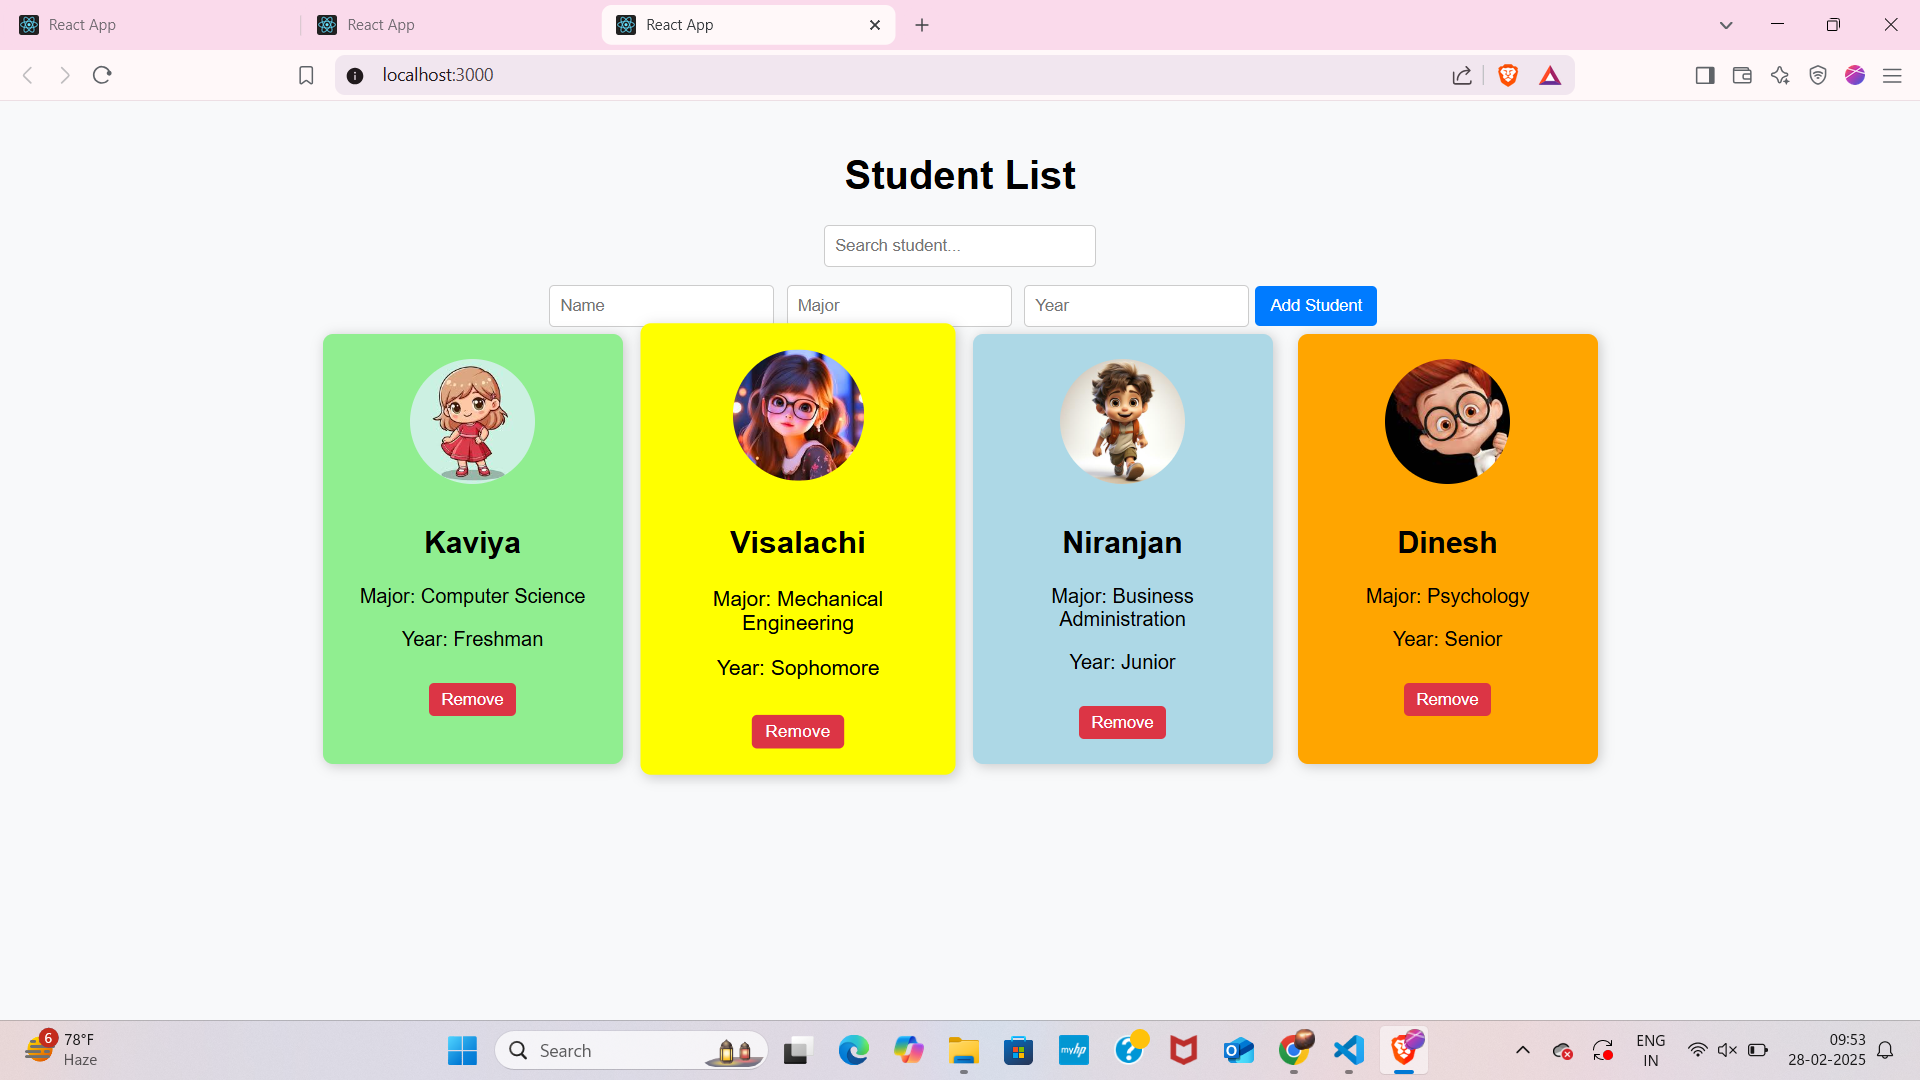 React App
React App
React App
localhost:3000
Student List
Search student...
Name
Major
Year
Add Student
Kaviya
Major: Computer Science
Year: Freshman
Remove
Visalachi
Major: Mechanical
Engineering
Year: Sophomore
Remove
Niranjan
Major: Business
Administration
Year: Junior
Remove
Dinesh
Major: Psychology
Year: Senior
Remove
6
78°F
Haze
Search
myhp
ENG
IN
09:53
28-02-2025